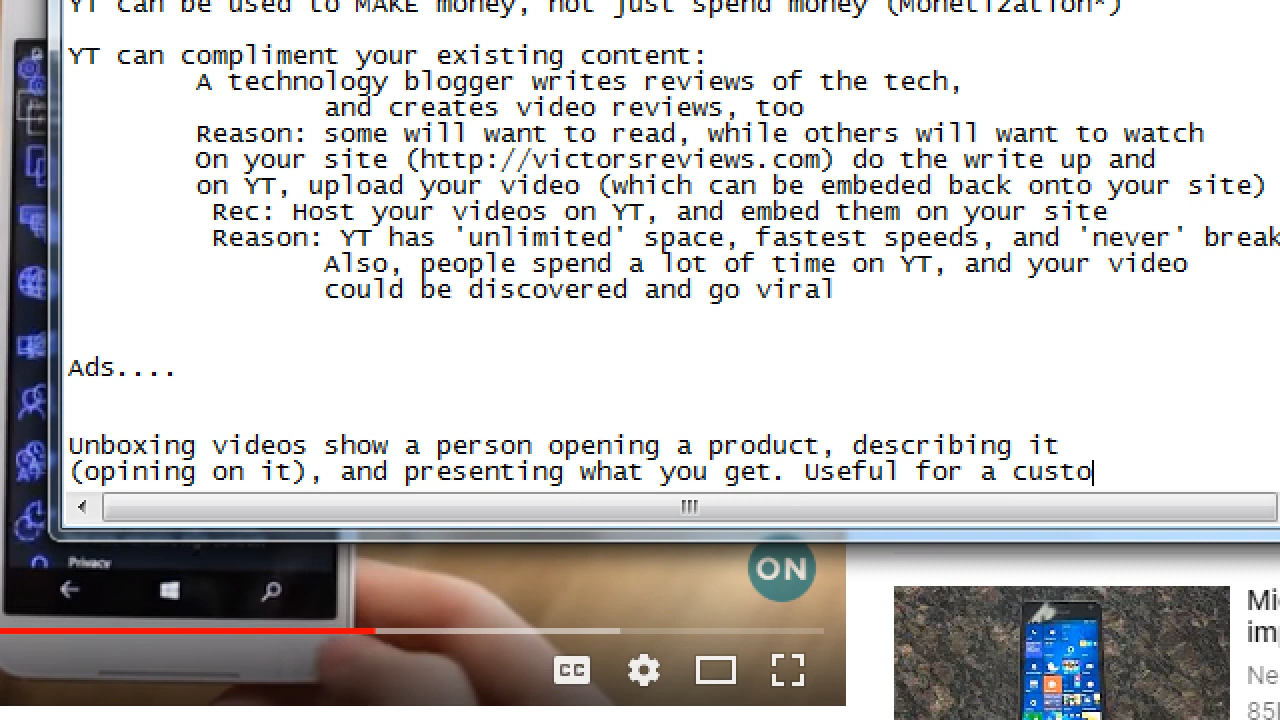 YT can be used to MAKE money, not just spend money (Monetization*)
YT can compliment your existing content:
A technology blogger writes reviews of the tech,
and creates video reviews, too
Reason: some will want to read, while others will want to watch
On your site (http://victorsreviews.com) do the write up and
on YT, upload your video (which can be embeded back onto your site)
Rec: Host your videos on YT, and embed them on your site
Reason: YT has 'unlimited' space, fastest speeds, and 'never' break
Also, people spend a lot of time on YT, and your video
could be discovered and go viral
Ads....
Unboxing videos show a person opening a product, describing it
(opining on it), and presenting what you get. Useful for a custo
Privacy
ON
CC
Mi
im
Ne
85